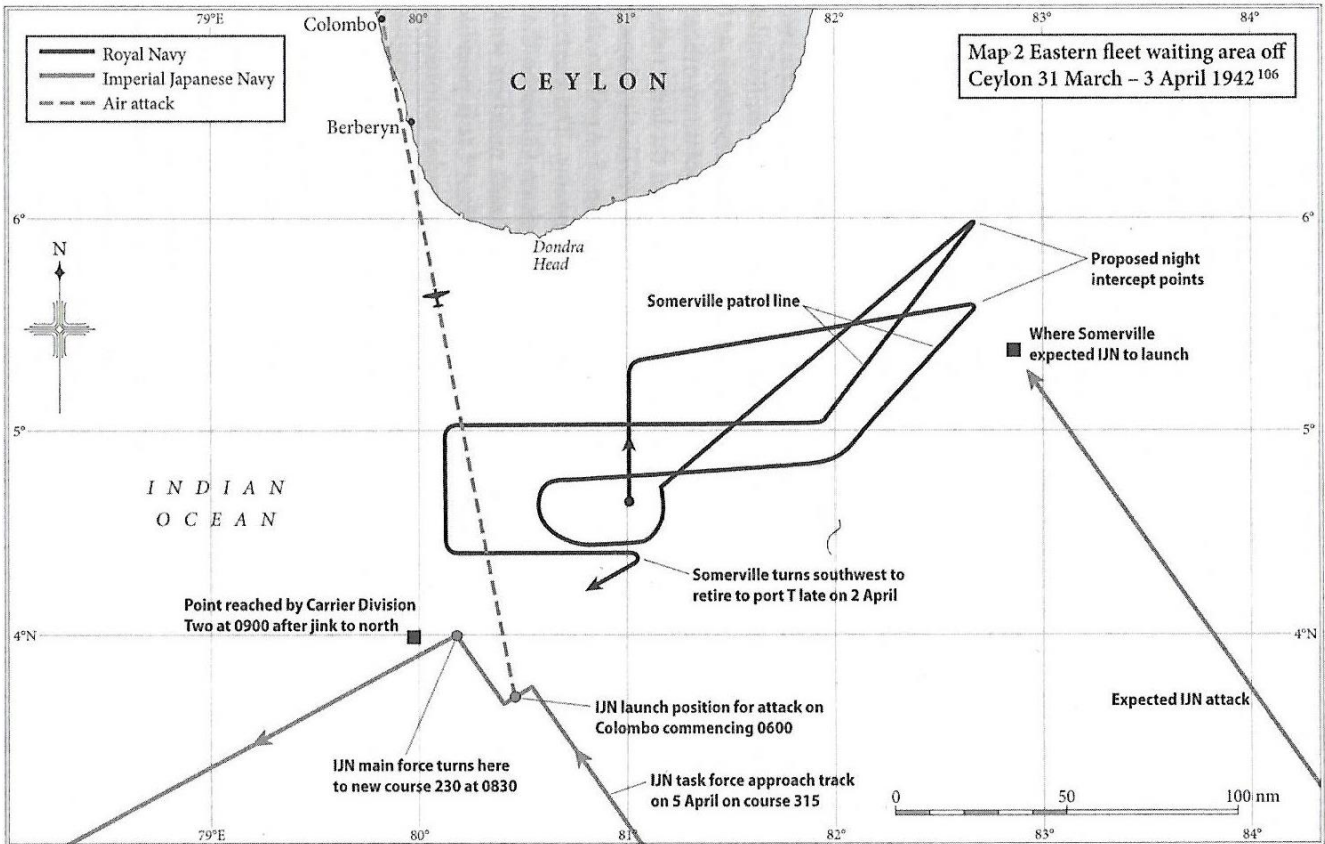 79°E
80°
81°
82°
83°
84°
Colombo
Royal Navy
Imperial Japanese Navy
Air attack
CEYLON
Map 2 Eastern fleet waiting area off
Ceylon 31 March – 3 April 1942¹⁰⁶
Berberyn
6°
6°
N
Dondra
Head
Proposed night
intercept points
Somerville patrol line
Where Somerville
expected IJN to launch
5°
5°
INDIAN
OCEAN
Somerville turns southwest to
retire to port T late on 2 April
Point reached by Carrier Division
Two at 0900 after jink to north
4°N
4°N
IJN launch position for attack on
Colombo commencing 0600
Expected IJN attack
IJN main force turns here
to new course 230 at 0830
IJN task force approach track
on 5 April on course 315
0
50
100 nm
79°E
80°
81°
82°
83°
84°